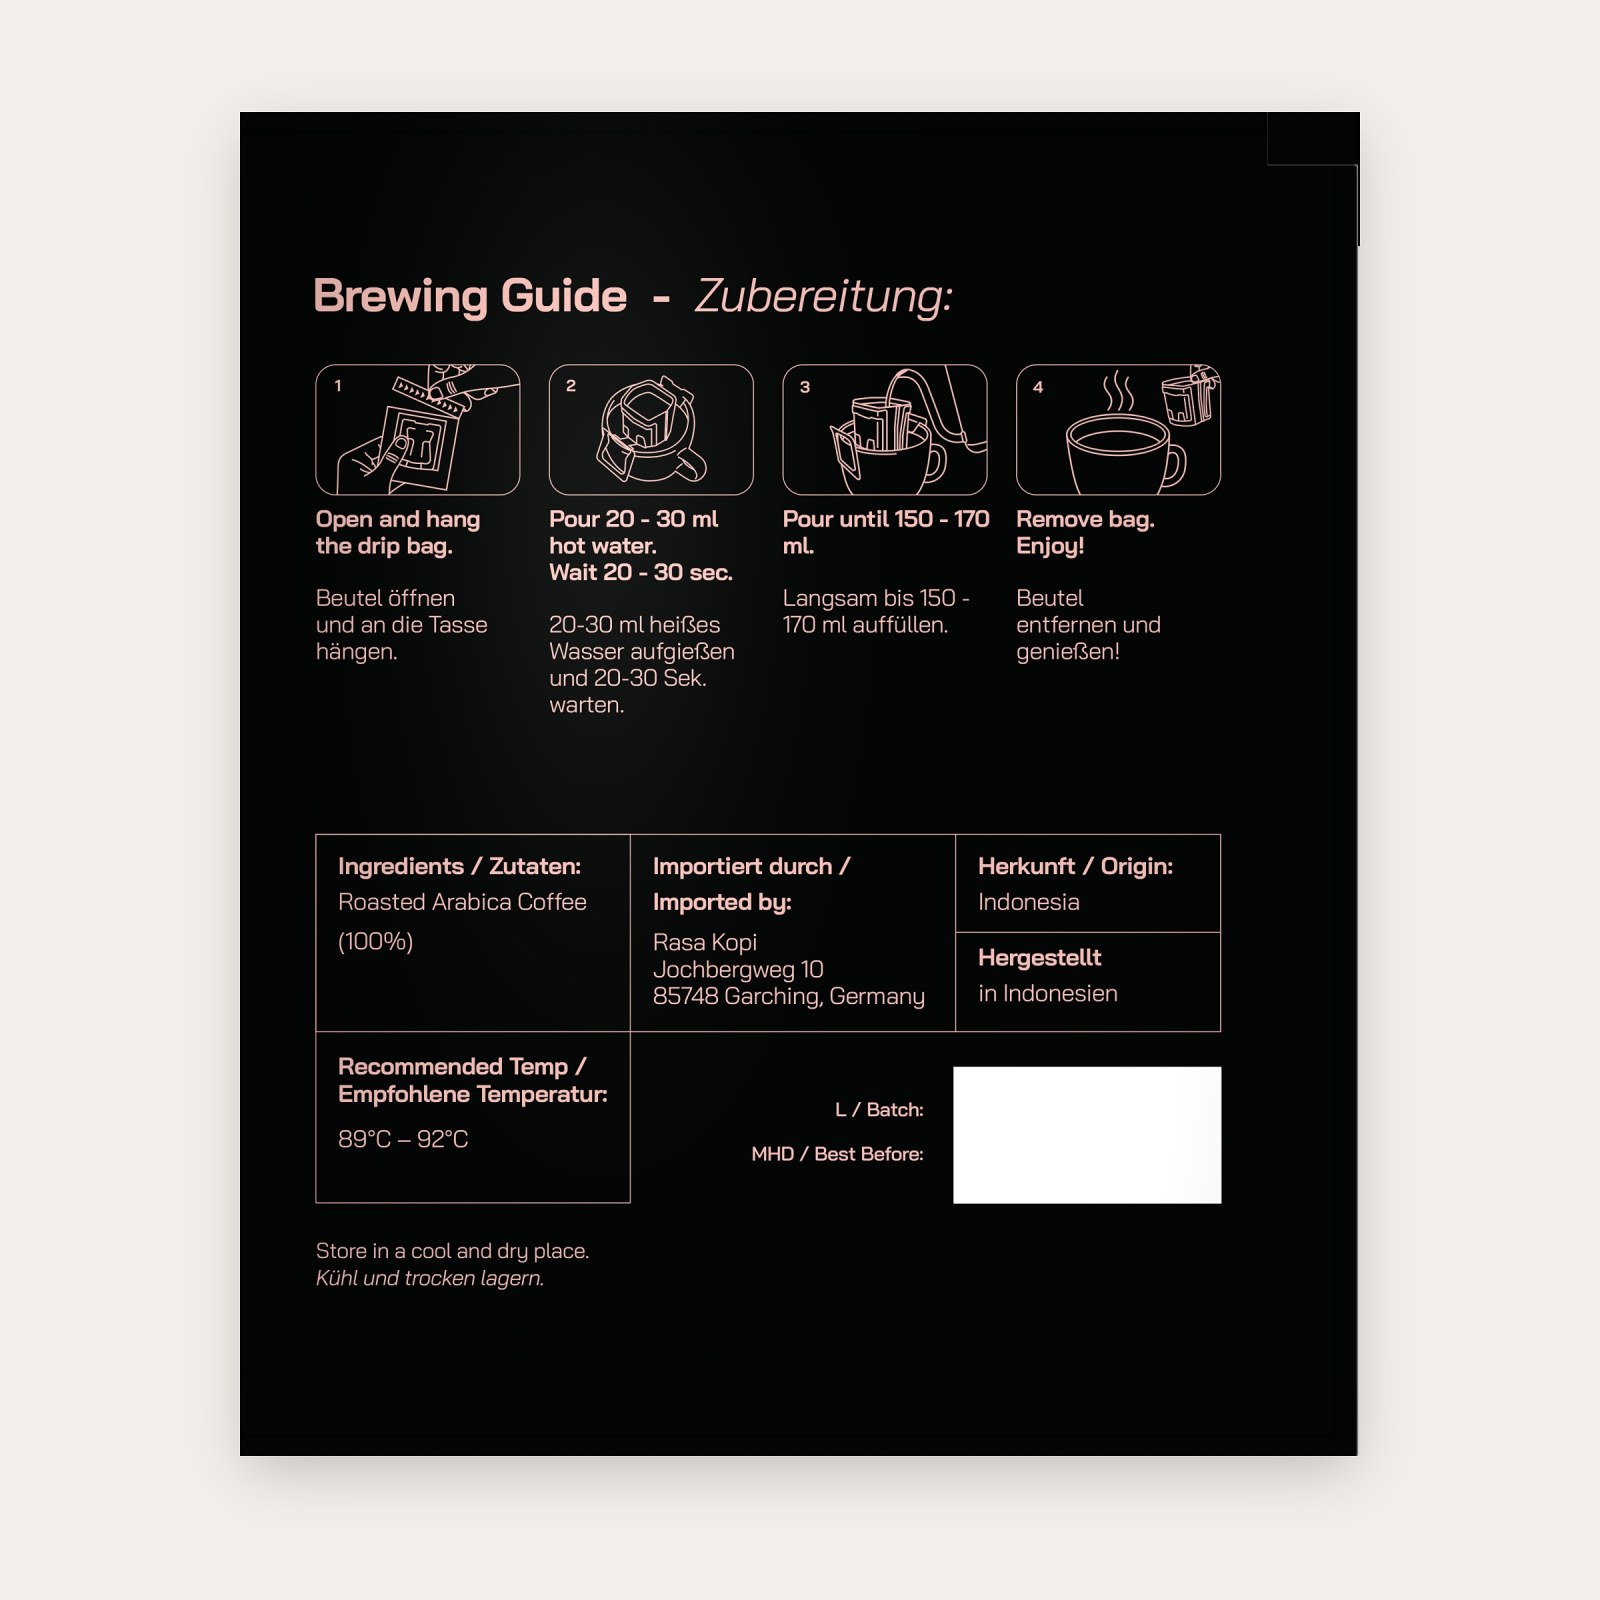 Brewing Guide - Zubereitung:
1
2
3
4
Open and hang
the drip bag.
Beutel öffnen
und an die Tasse
hängen.
Pour 20 - 30 ml
hot water.
Wait 20 - 30 sec.
20-30 ml heißes
Wasser aufgießen
und 20-30 Sek.
warten.
Pour until 150 - 170
ml.
Langsam bis 150 -
170 ml auffüllen.
Remove bag.
Enjoy!
Beutel
entfernen und
genießen!
Ingredients / Zutaten:
Roasted Arabica Coffee
(100%)
Importiert durch /
Imported by:
Rasa Kopi
Jochbergweg 10
85748 Garching, Germany
Herkunft / Origin:
Indonesia
Hergestellt
in Indonesien
Recommended Temp /
Empfohlene Temperatur:
89°C – 92°C
L / Batch:
MHD / Best Before:
Store in a cool and dry place.
Kühl und trocken lagern.